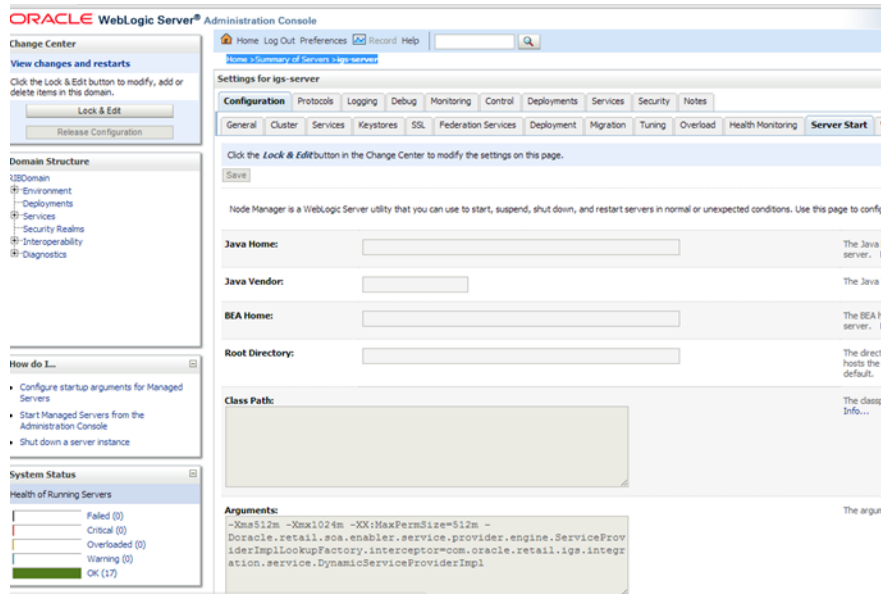 ORACLE WebLogic Server® Administration Console
Change Center
View changes and restarts
Click the Lock & Edit button to modify, add or
delete items in this domain.
Lock & Edit
Release Configuration
Domain Structure
RIBDomain
Environment
Deployments
Services
Security Realms
Interoperability
Diagnostics
How do I...
Configure startup arguments for Managed
Servers
Start Managed Servers from the
Administration Console
Shut down a server instance
System Status
Health of Running Servers
Failed (0)
Critical (0)
Overloaded (0)
Warning (0)
OK (17)
Home Log Out Preferences Record Help
Home >Summary of Servers >igs-server
Settings for igs-server
Configuration Protocols Logging Debug Monitoring Control Deployments Services Security Notes
General Cluster Services Keystores SSL Federation Services Deployment Migration Tuning Overload Health Monitoring Server Start
Click the Lock & Edit button in the Change Center to modify the settings on this page.
Save
Node Manager is a WebLogic Server utility that you can use to start, suspend, shut down, and restart servers in normal or unexpected conditions. Use this page to
Java Home:
The Java
server.
Java Vendor:
The Java
BEA Home:
The BEA
server.
Root Directory:
The
hosts the
default.
Class Path:
The
Info...
Arguments:
The
-Xms512m -Xmx1024m -XX:MaxPermSize=512m -
Doracle.retail.soa.enabler.service.provider.engine.ServiceProv
iderImplLookupFactory.interceptor=com.oracle.retail.igs.integr
ation.service.DynamicServiceProviderImpl